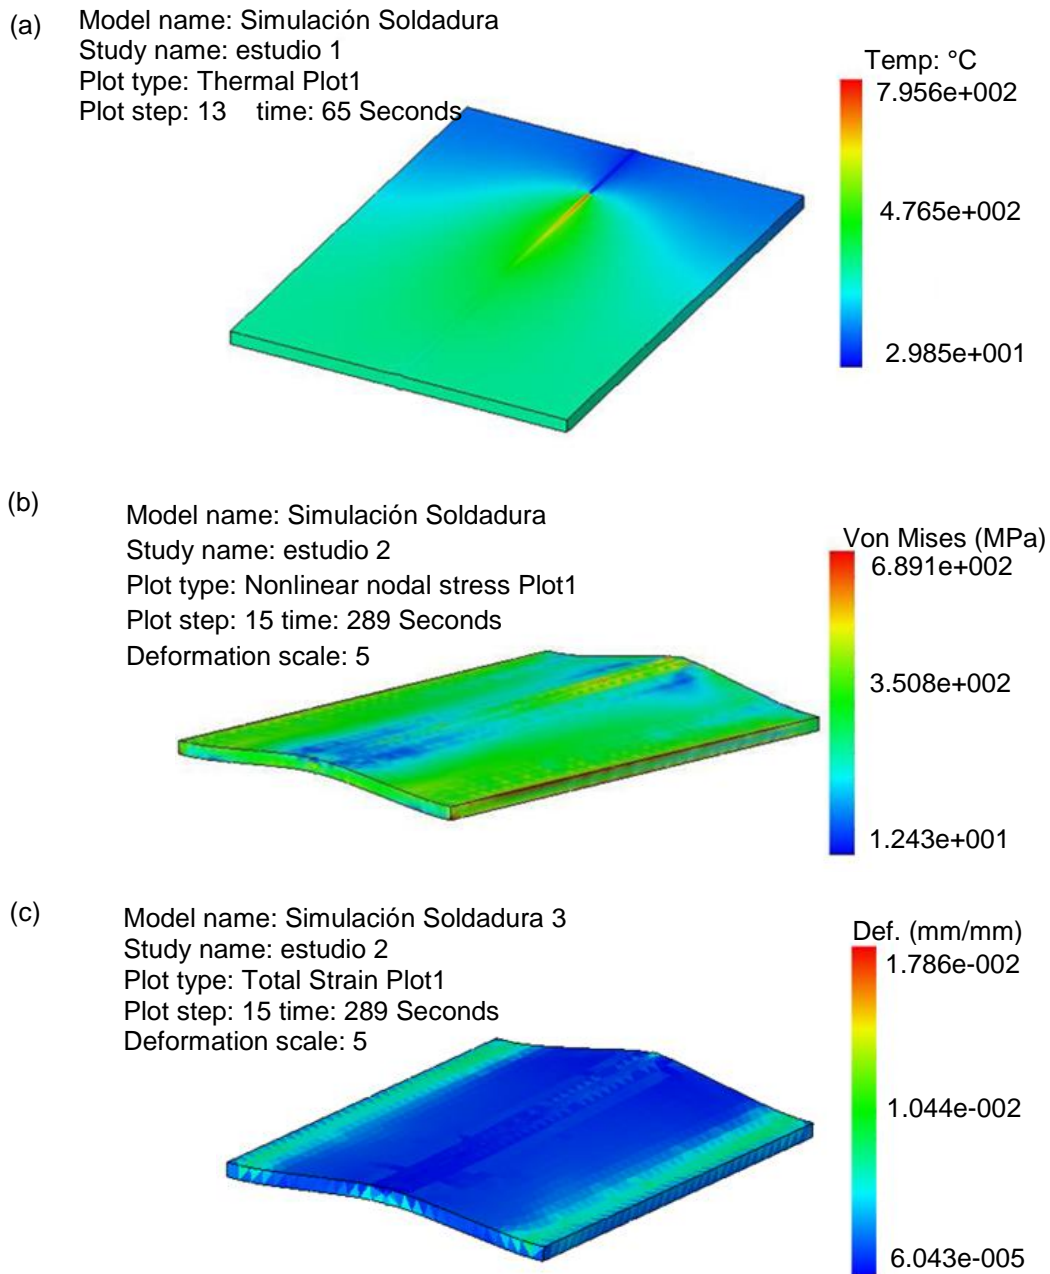 (a)
Model name: Simulación Soldadura
Study name: estudio 1
Plot type: Thermal Plot1
Plot step: 13 time: 65 Seconds
Temp: °C
7.956e+002
4.765e+002
2.985e+001
(b)
Model name: Simulación Soldadura
Study name: estudio 2
Plot type: Nonlinear nodal stress Plot1
Plot step: 15 time: 289 Seconds
Deformation scale: 5
Von Mises (MPa)
6.891e+002
3.508e+002
1.243e+001
(c)
Model name: Simulación Soldadura 3
Study name: estudio 2
Plot type: Total Strain Plot1
Plot step: 15 time: 289 Seconds
Deformation scale: 5
Def. (mm/mm)
1.786e-002
1.044e-002
6.043e-005